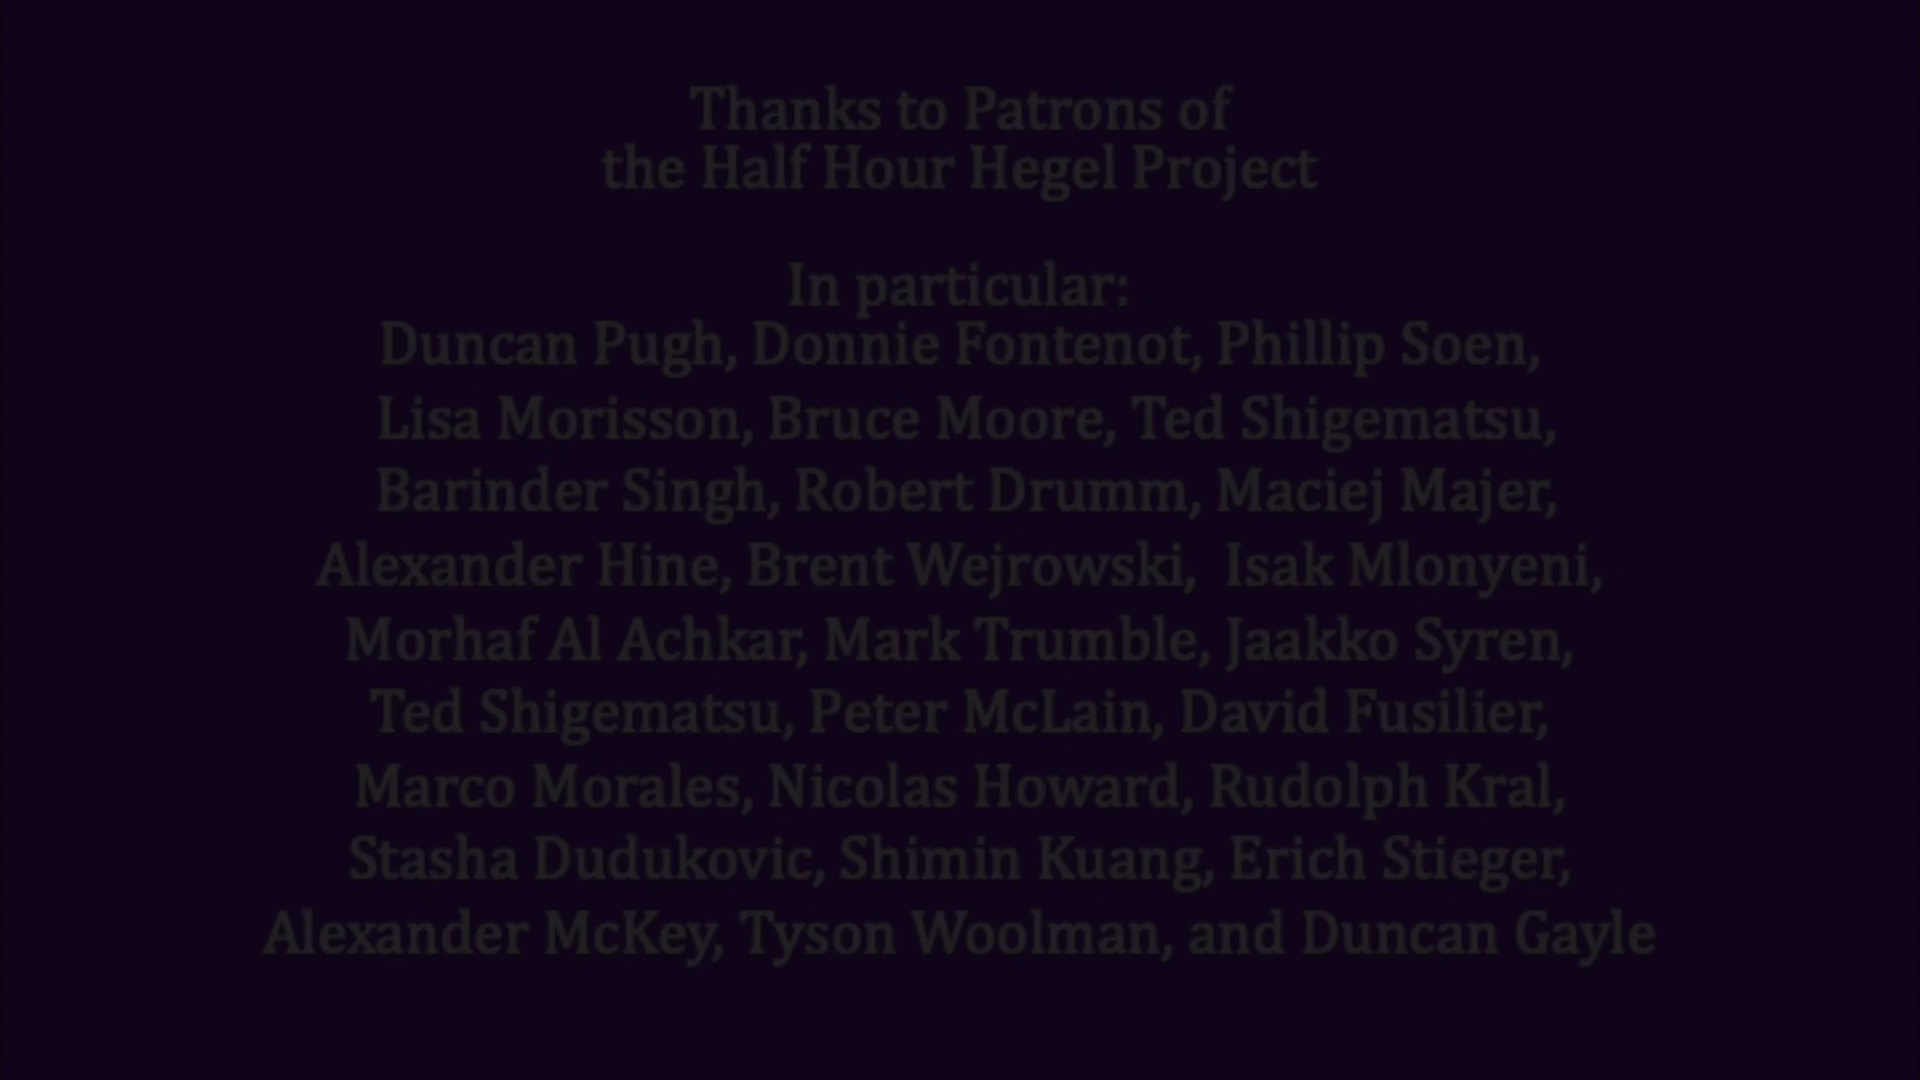 Thanks to Patrons of
the Half Hour Hegel Project
In particular:
Duncan Pugh, Donnie Fontenot, Phillip Soen,
Lisa Morisson, Bruce Moore, Ted Shigematsu,
Barinder Singh, Robert Drumm, Maciej Majer,
Alexander Hine, Brent Wejrowski, Isak Mlonyeni,
Morhaf Al Achkar, Mark Trumble, Jaakko Syren,
Ted Shigematsu, Peter McLain, David Fusilier,
Marco Morales, Nicolas Howard, Rudolph Kral,
Stasha Dudukovic, Shimin Kuang, Erich Stieger,
Alexander McKey, Tyson Woolman, and Duncan Gayle